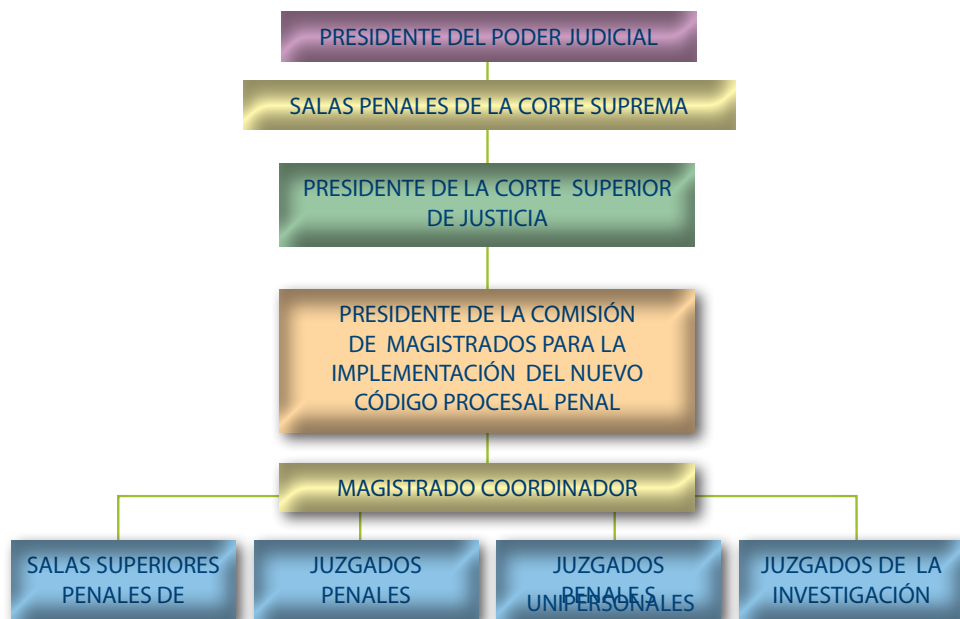 PRESIDENTE DEL PODER JUDICIAL
SALAS PENALES DE LA CORTE SUPREMA
PRESIDENTE DE LA CORTE SUPERIOR
DE JUSTICIA
PRESIDENTE DE LA COMISIÓN
DE MAGISTRADOS PARA LA
IMPLEMENTACIÓN DEL NUEVO
CÓDIGO PROCESAL PENAL
MAGISTRADO COORDINADOR
SALAS SUPERIORES
PENALES DE
JUZGADOS
PENALES
JUZGADOS
PENALES
UNIPERSONALES
JUZGADOS DE LA
INVESTIGACIÓN